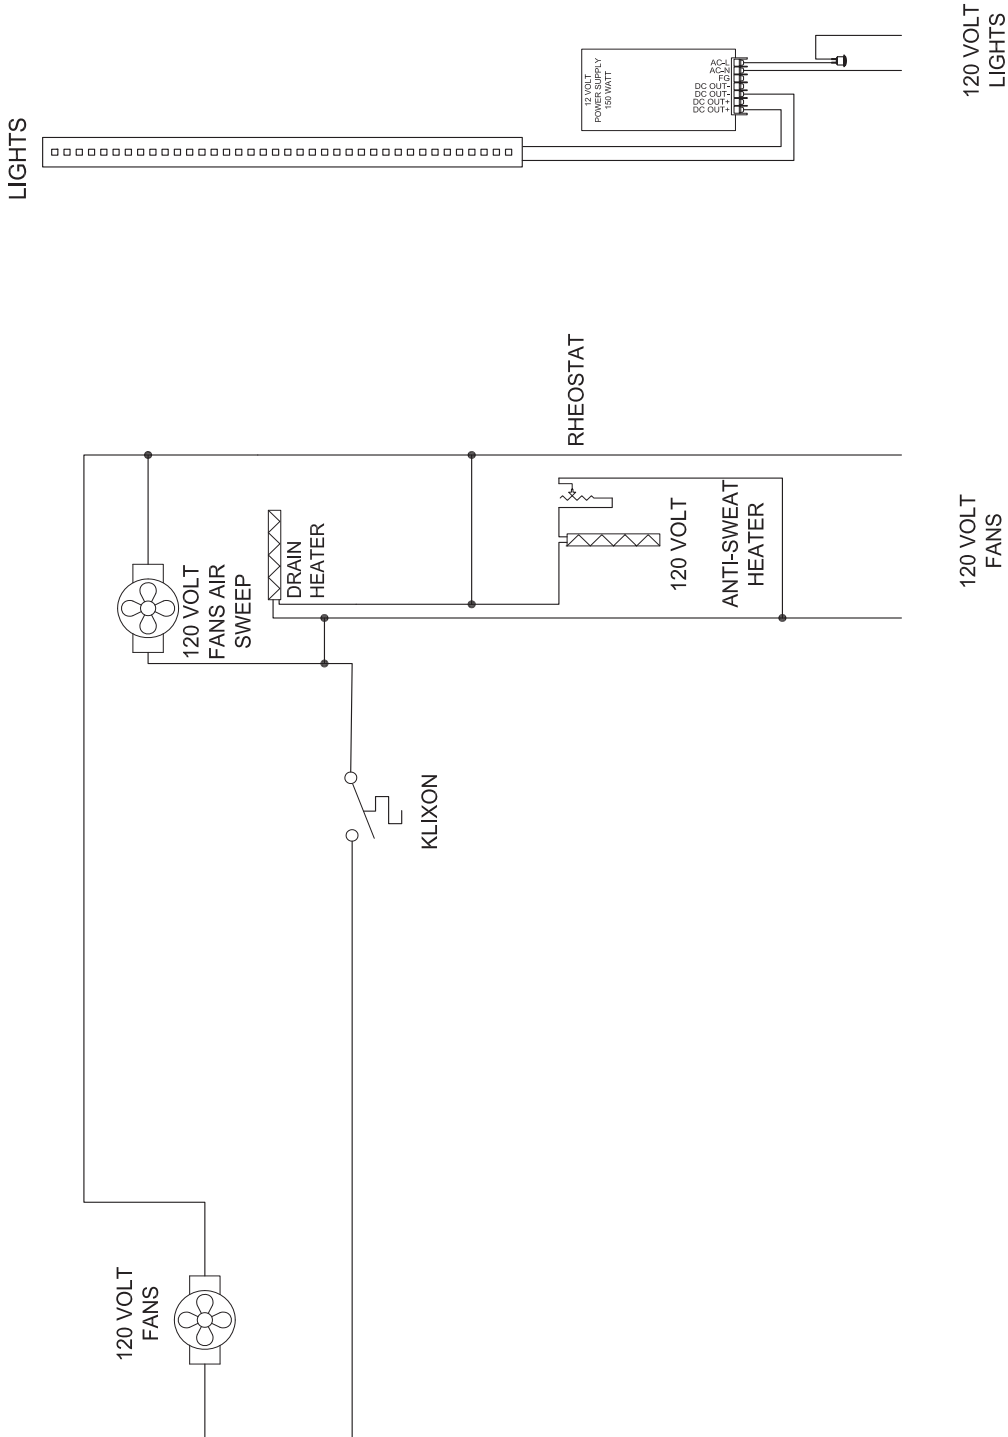 LIGHTS
12 VOLT
POWER SUPPLY
150 WATT
AC-L
AC-N
FG
DC OUT-
DC OUT-
DC OUT+
DC OUT+
120 VOLT
LIGHTS
RHEOSTAT
120 VOLT
FANS AIR
SWEEP
DRAIN
HEATER
120 VOLT
ANTI-SWEAT
HEATER
120 VOLT
FANS
KLIXON
120 VOLT
FANS